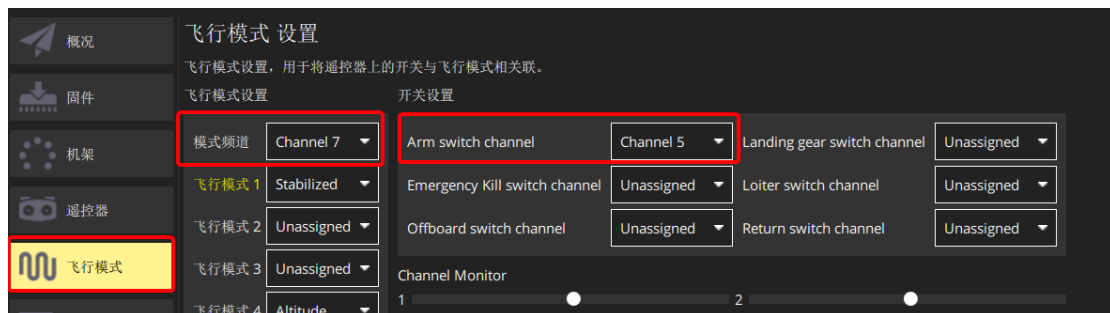 概况
固件
机架
遥控器
飞行模式
飞行模式 设置
飞行模式设置，用于将遥控器上的开关与飞行模式相关联。
飞行模式设置
模式频道 Channel 7
飞行模式 1 Stabilized
飞行模式 2 Unassigned
飞行模式 3 Unassigned
飞行模式 4 Altitude
开关设置
Arm switch channel Channel 5 Landing gear switch channel Unassigned
Emergency Kill switch channel Unassigned Loiter switch channel Unassigned
Offboard switch channel Unassigned Return switch channel Unassigned
Channel Monitor
1 2